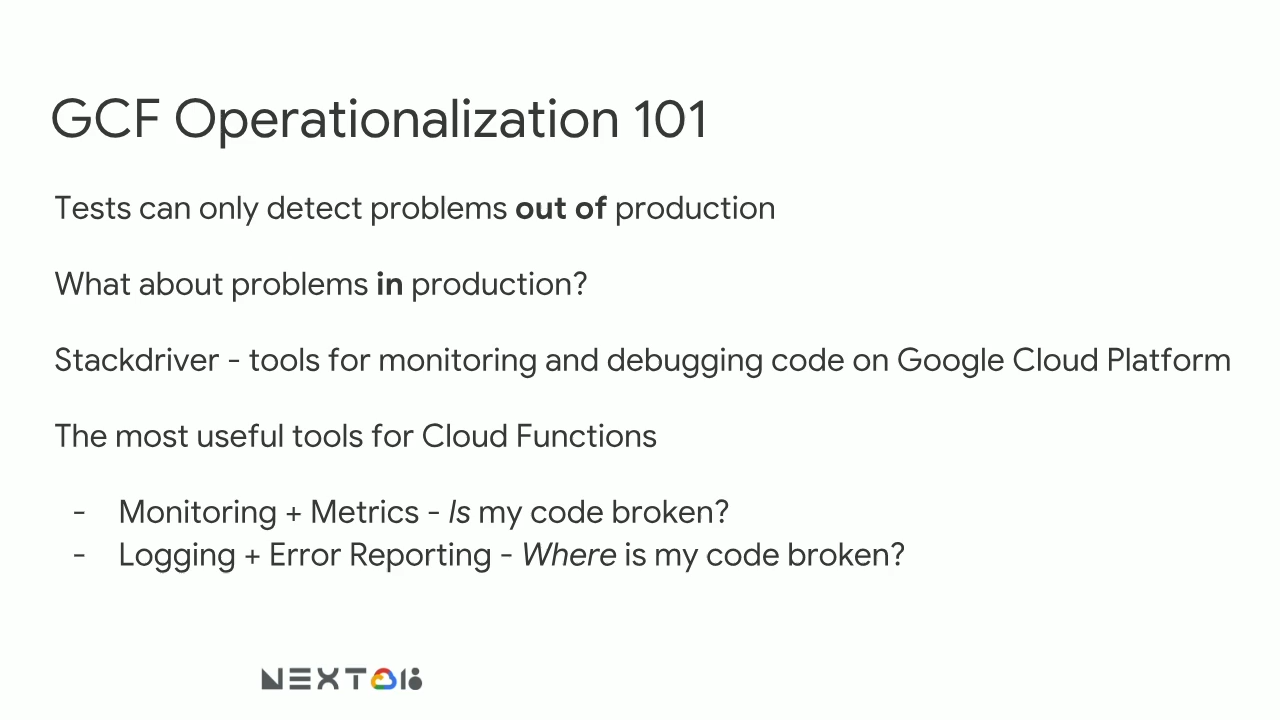 GCF Operationalization 101
Tests can only detect problems out of production
What about problems in production?
Stackdriver - tools for monitoring and debugging code on Google Cloud Platform
The most useful tools for Cloud Functions
- Monitoring + Metrics - Is my code broken?
- Logging + Error Reporting - Where is my code broken?
NEXT 18